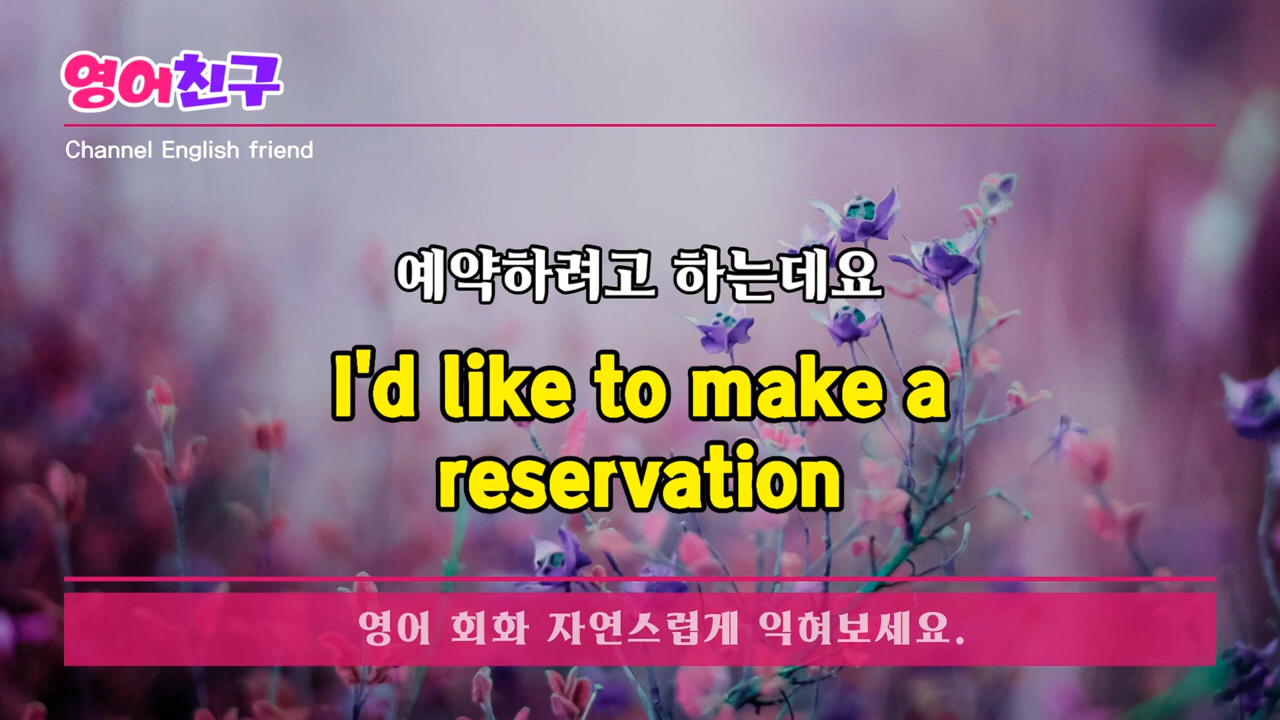 영어친구
Channel English friend
예약하려고 하는데요
I'd like to make a
reservation
영어 회화 자연스럽게 익혀보세요.